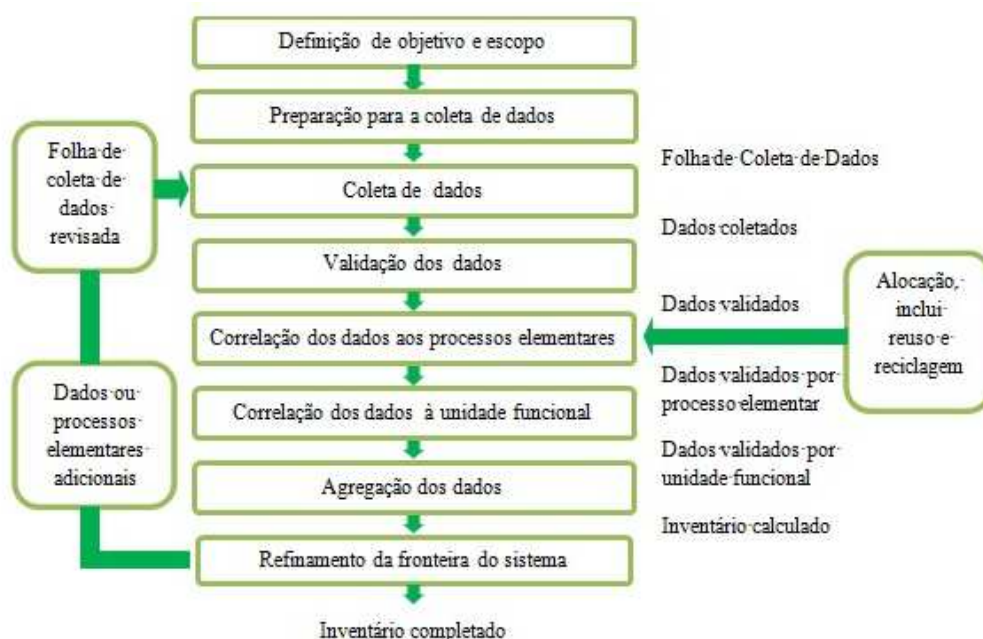 Definição de objetivo e escopo
Preparação para a coleta de dados
Folha de
coleta de
dados
revisada
Folha de Coleta de Dados
Coleta de dados
Dados coletados
Validação dos dados
Dados validados
Alocação,
inclui
reuso e
reciclagem
Correlação dos dados aos processos elementares
Dados validados por
processo elementar
Dados ou
processos
elementares
adicionais
Correlação dos dados à unidade funcional
Dados validados por
unidade funcional
Agregação dos dados
Inventário calculado
Refinamento da fronteira do sistema
Inventário completado